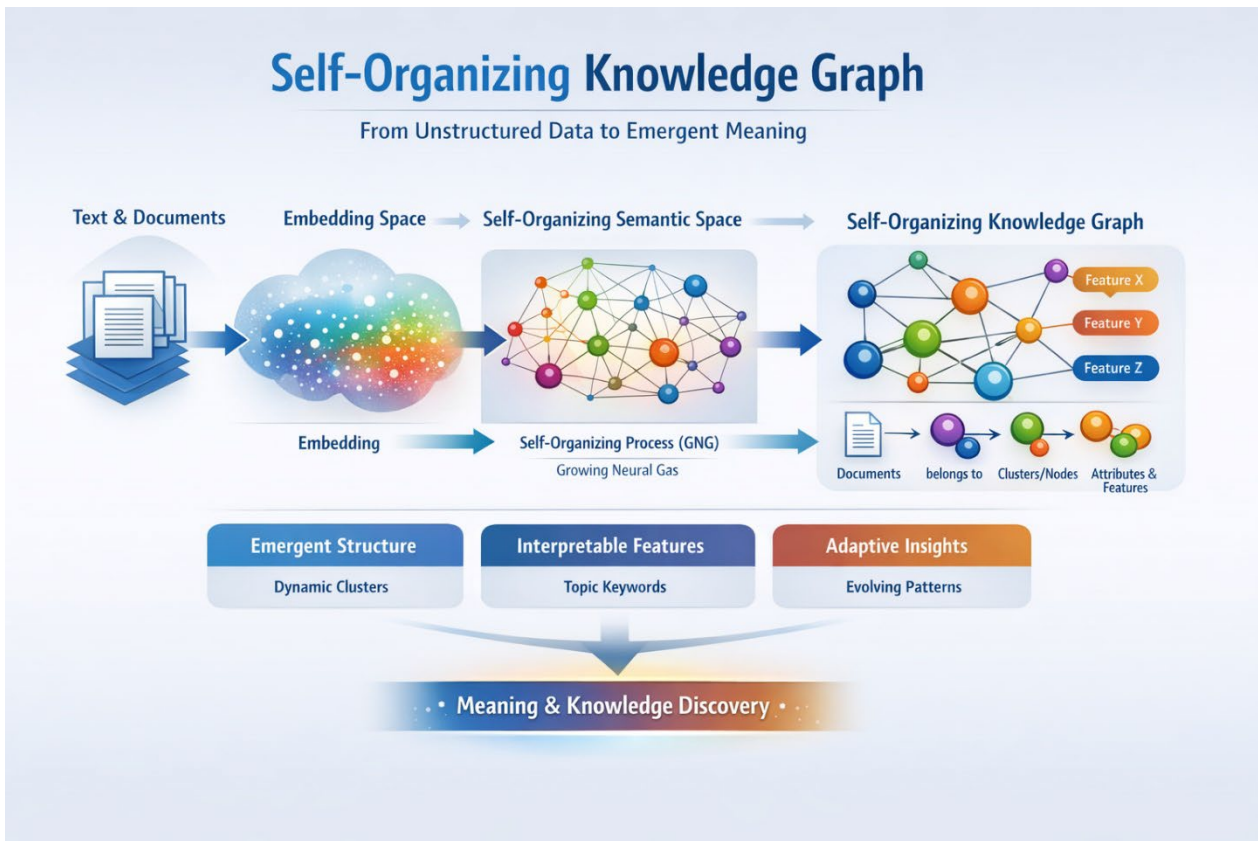 Self-Organizing Knowledge Graph
From Unstructured Data to Emergent Meaning
Text & Documents
Embedding Space
Self-Organizing Semantic Space
Self-Organizing Knowledge Graph
Feature X
Feature Y
Feature Z
Embedding
Self-Organizing Process (GNG)
Growing Neural Gas
Documents
belongs to
Clusters/Nodes
Attributes &
Features
Emergent Structure
Dynamic Clusters
Interpretable Features
Topic Keywords
Adaptive Insights
Evolving Patterns
Meaning & Knowledge Discovery